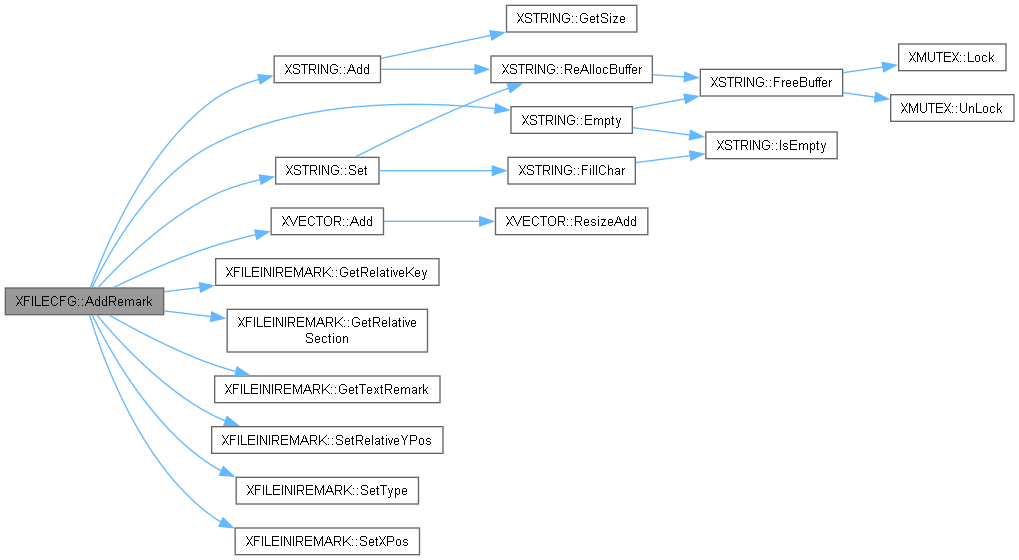 XFILECFG::AddRemark
XSTRING::Add
XSTRING::GetSize
XSTRING::ReAllocBuffer
XSTRING::FreeBuffer
XMUTEX::Lock
XMUTEX::UnLock
XSTRING::Empty
XSTRING::IsEmpty
XSTRING::Set
XSTRING::FillChar
XVECTOR::Add
XVECTOR::ResizeAdd
XFILEINIREMARK::GetRelativeKey
XFILEINIREMARK::GetRelative
Section
XFILEINIREMARK::GetTextRemark
XFILEINIREMARK::SetRelativeYPos
XFILEINIREMARK::SetType
XFILEINIREMARK::SetXPos